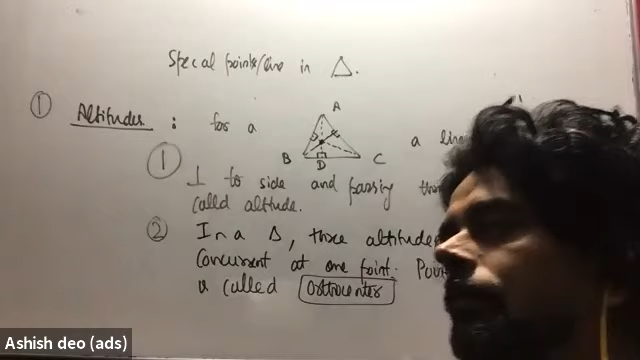 Special points/line in △.
① Altitudes : for a
A
B D C
a line
① ⊥ to side and passing
called altitude.
② In a Δ, three altitudes
concurrent at one point.
is called Orthocenter
Ashish deo (ads)